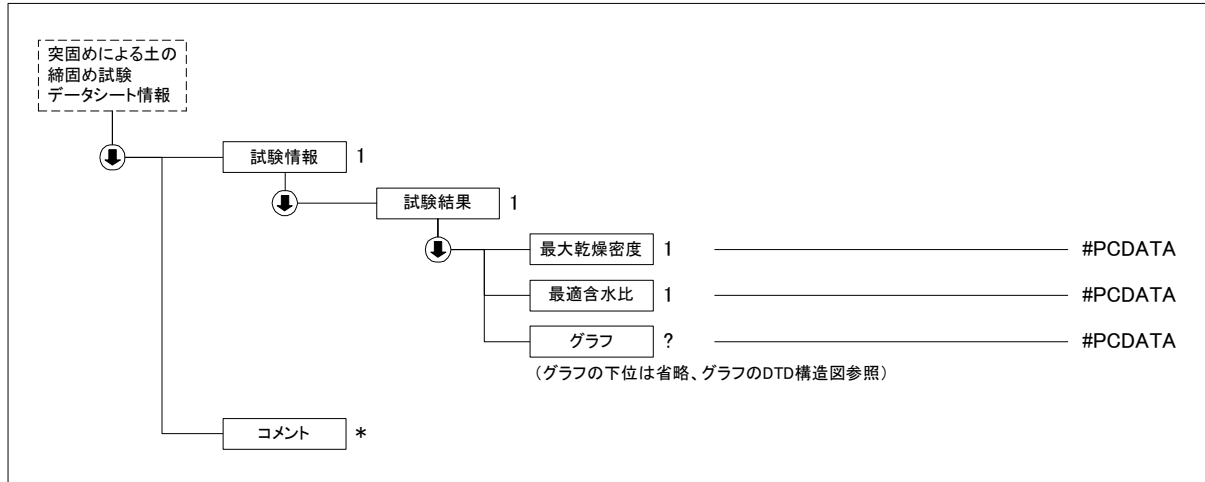 突固めによる土の
締固め試験
データシート情報
試験情報 1
試験結果 1
最大乾燥密度 1 #PCDATA
最適含水比 1 #PCDATA
グラフ ? #PCDATA
（グラフの下位は省略、グラフのDTD構造図参照）
コメント *